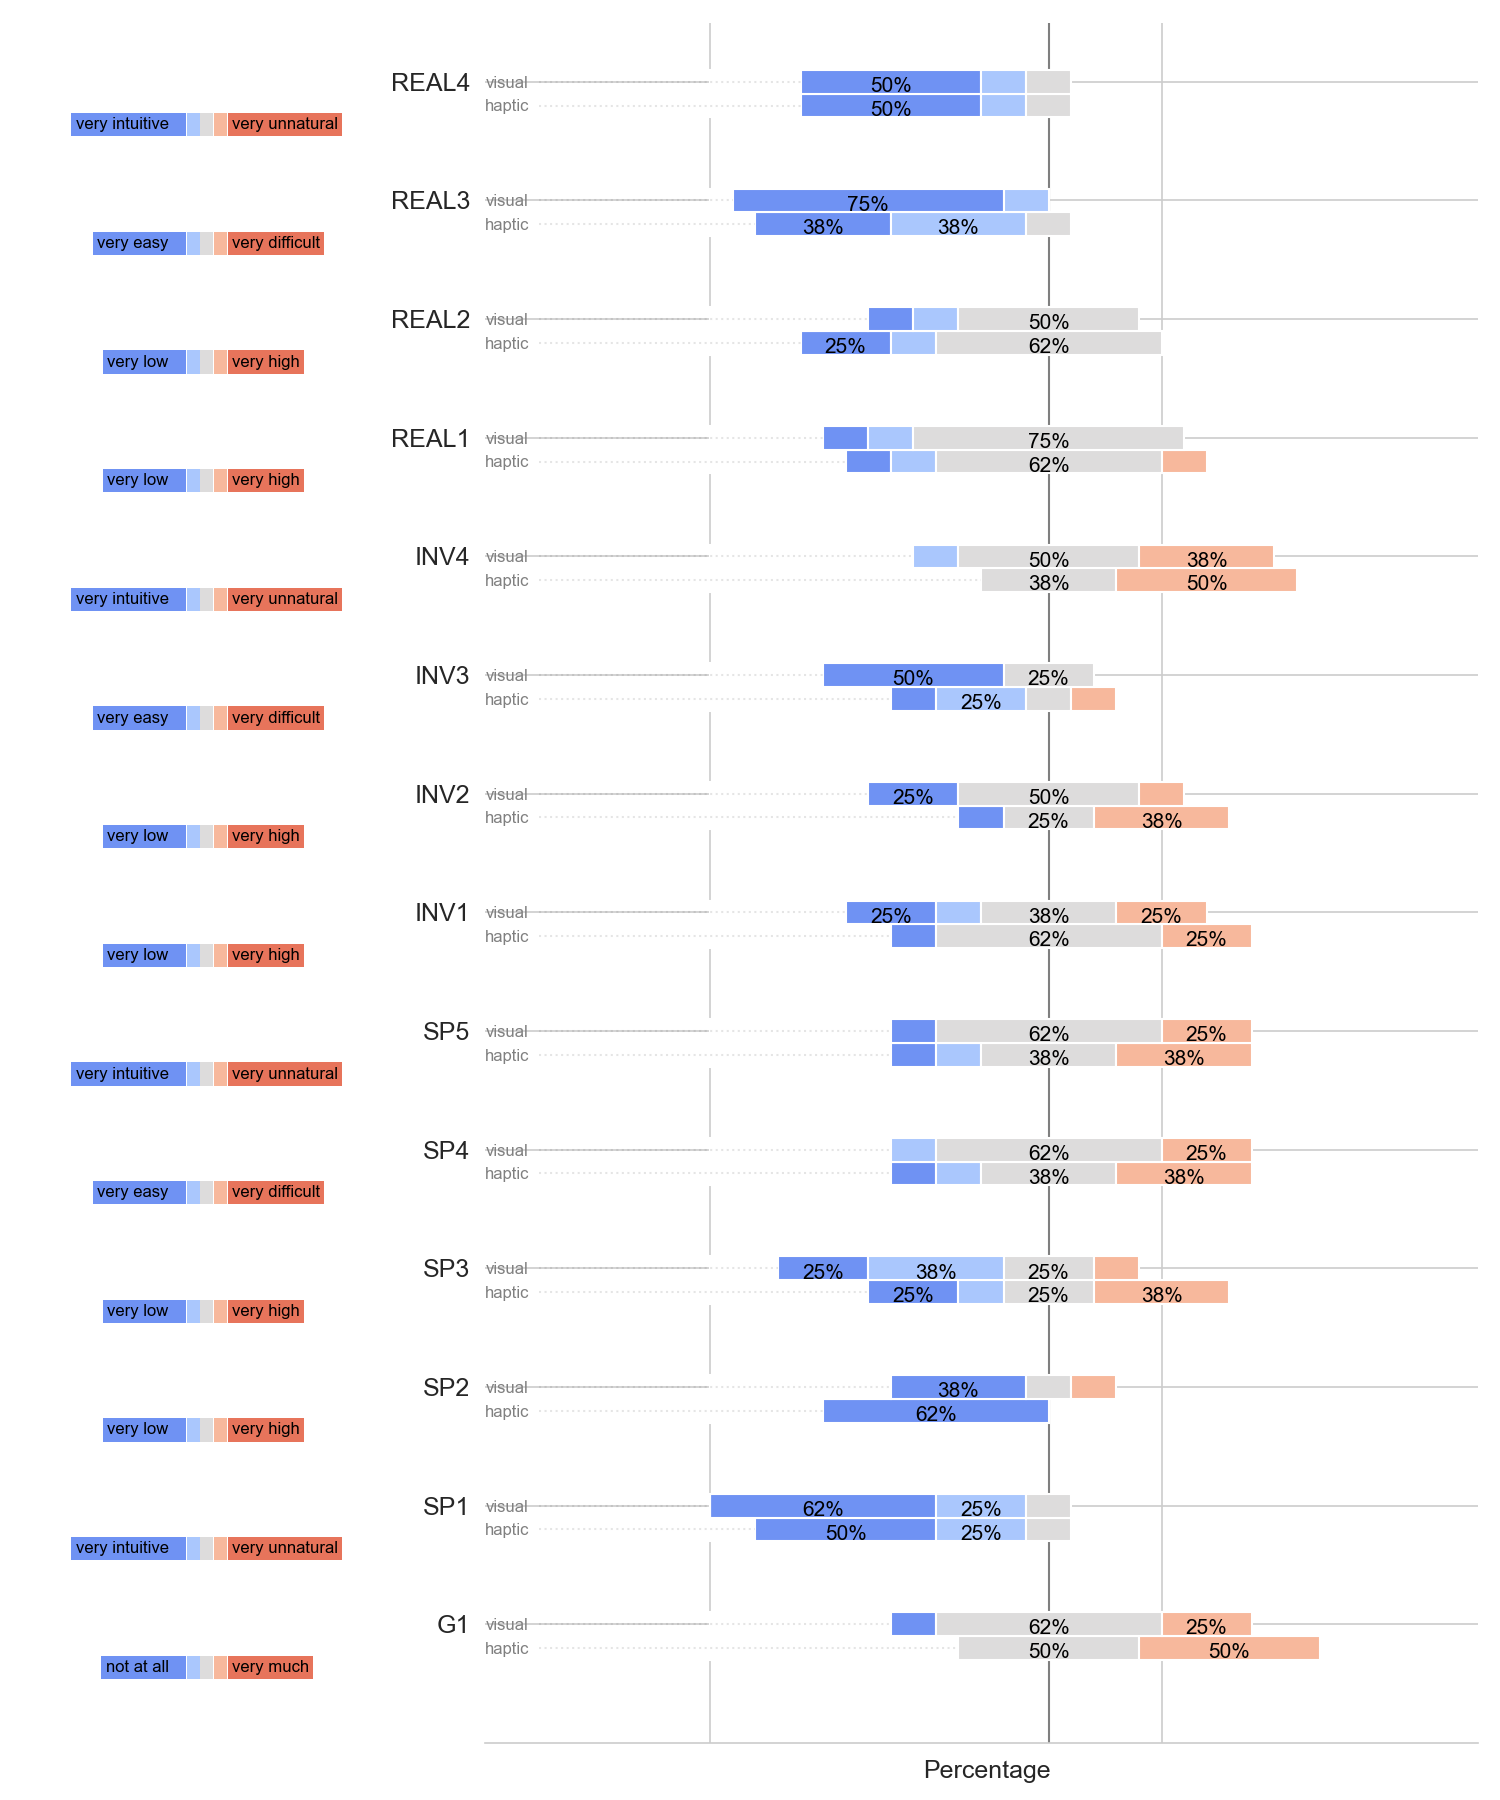 REAL4
visual 50%
haptic 50%
very intuitive very unnatural
REAL3
visual 75%
haptic 38% 38%
very easy very difficult
REAL2
visual 50%
haptic 25% 62%
very low very high
REAL1
visual 75%
haptic 62%
very low very high
INV4
visual 50% 38%
haptic 38% 50%
very intuitive very unnatural
INV3
visual 50% 25%
haptic 25%
very easy very difficult
INV2
visual 25% 50%
haptic 25% 38%
very low very high
INV1
visual 25% 38% 25%
haptic 62% 25%
very low very high
SP5
visual 62% 25%
haptic 38% 38%
very intuitive very unnatural
SP4
visual 62% 25%
haptic 38% 38%
very easy very difficult
SP3
visual 25% 38% 25%
haptic 25% 25% 38%
very low very high
SP2
visual 38%
haptic 62%
very low very high
SP1
visual 62% 25%
haptic 50% 25%
very intuitive very unnatural
G1
visual 62% 25%
haptic 50% 50%
not at all very much
Percentage